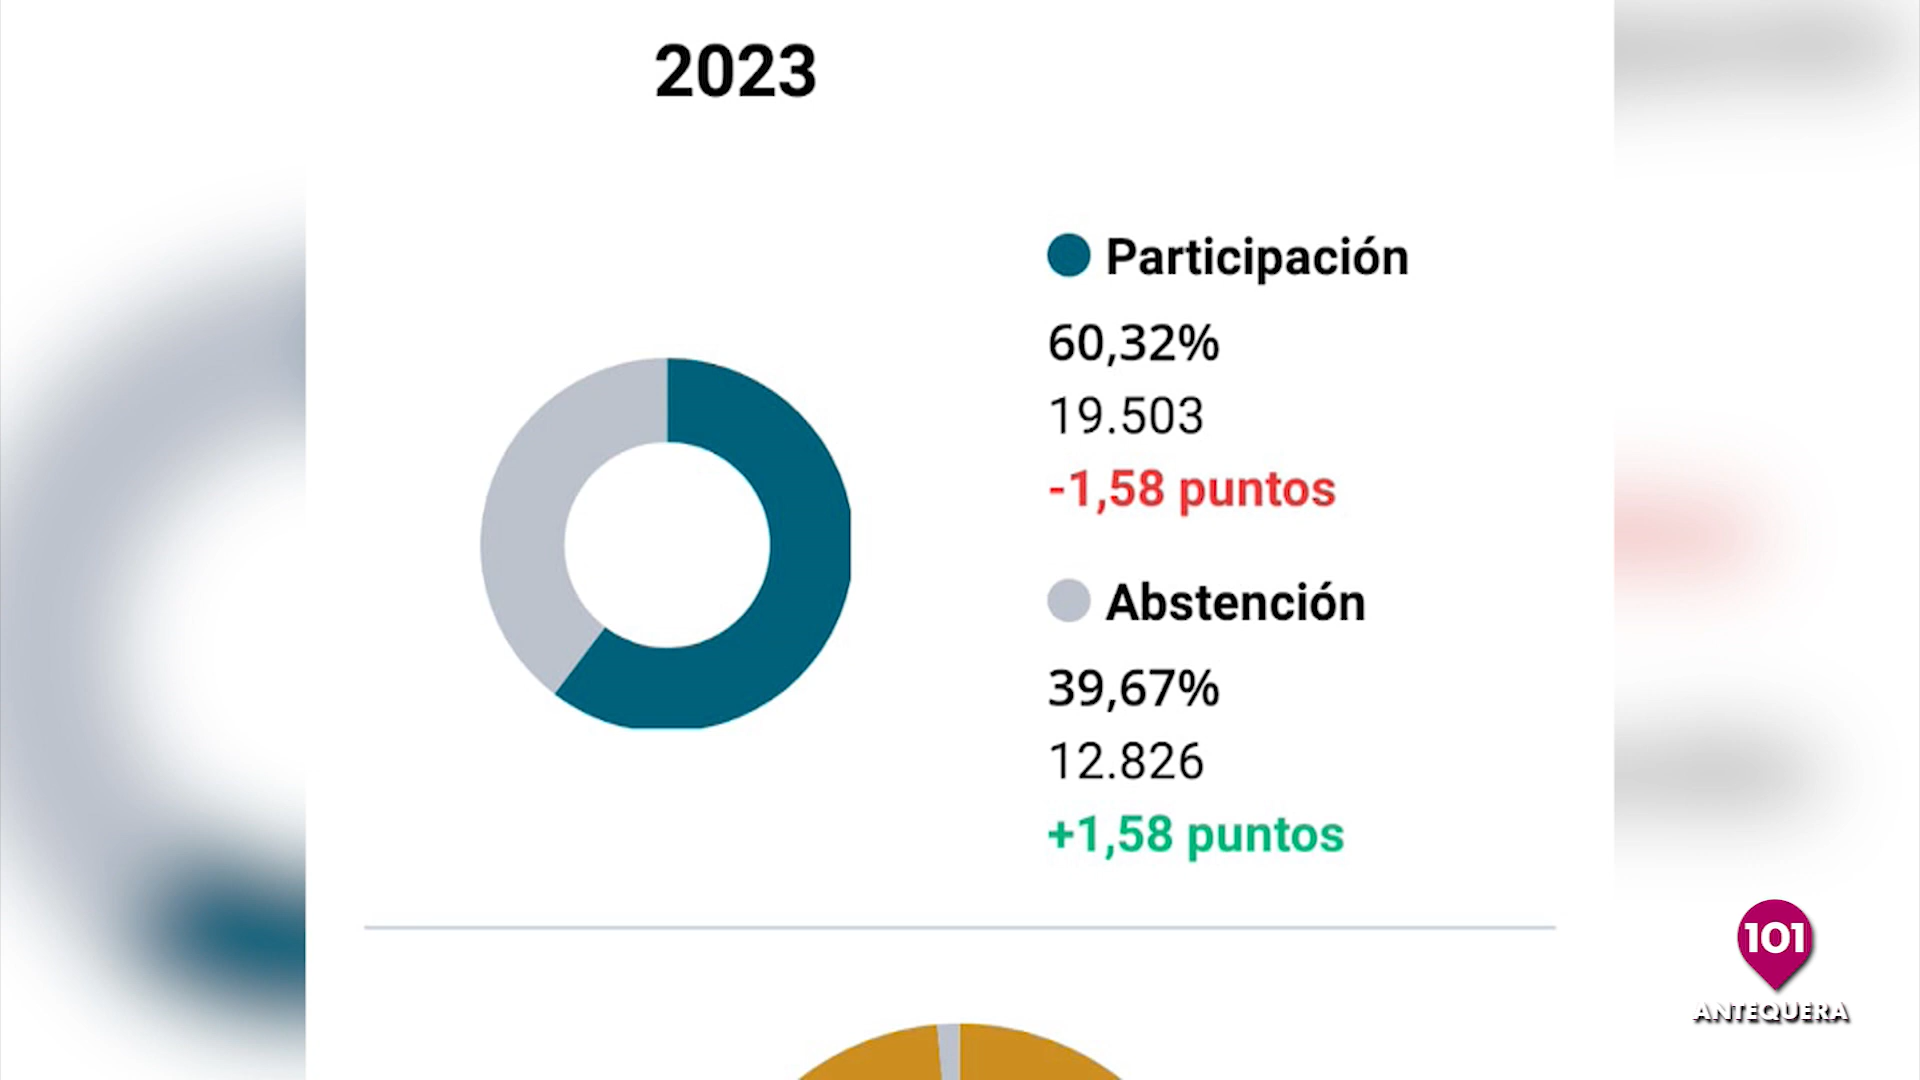 2023
Participación
60,32%
19.503
-1,58 puntos
Abstención
39,67%
12.826
+1,58 puntos
101
ANTEQUERA